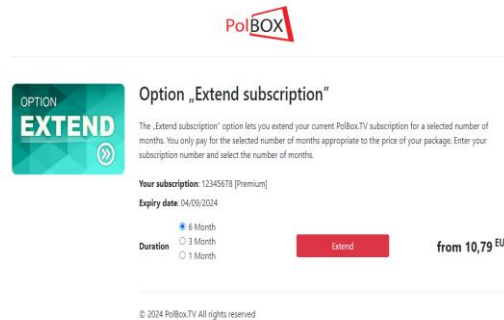 PolBOX
OPTION
EXTEND
Option „Extend subscription”
The „Extend subscription” option lets you extend your current PolBox.TV subscription for a selected number of
months. You only pay for the selected number of months appropriate to the price of your package. Enter your
subscription number and select the number of months.
Your subscription: 12345678 [Premium]
Expiry date: 04/09/2024
Duration
6 Month
3 Month
1 Month
Extend
from 10,79 EU
© 2024 PolBox.TV All rights reserved